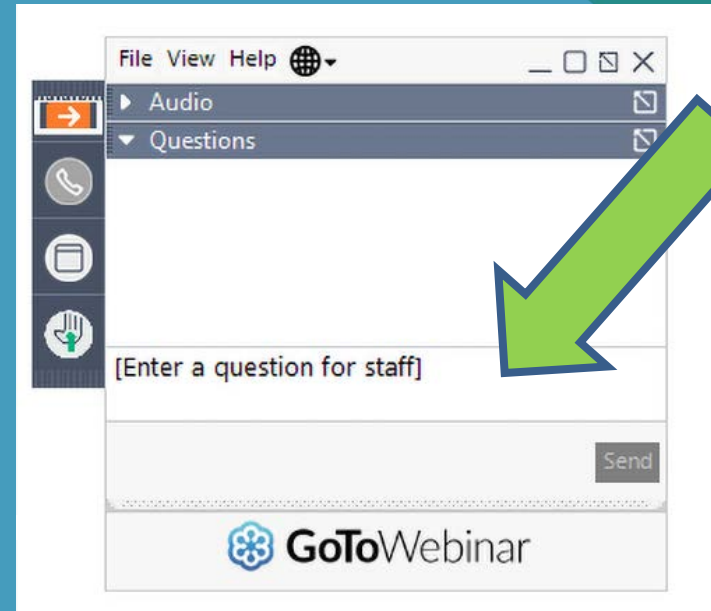 File View Help
Audio
Questions
[Enter a question for staff]
Send
GoToWebinar